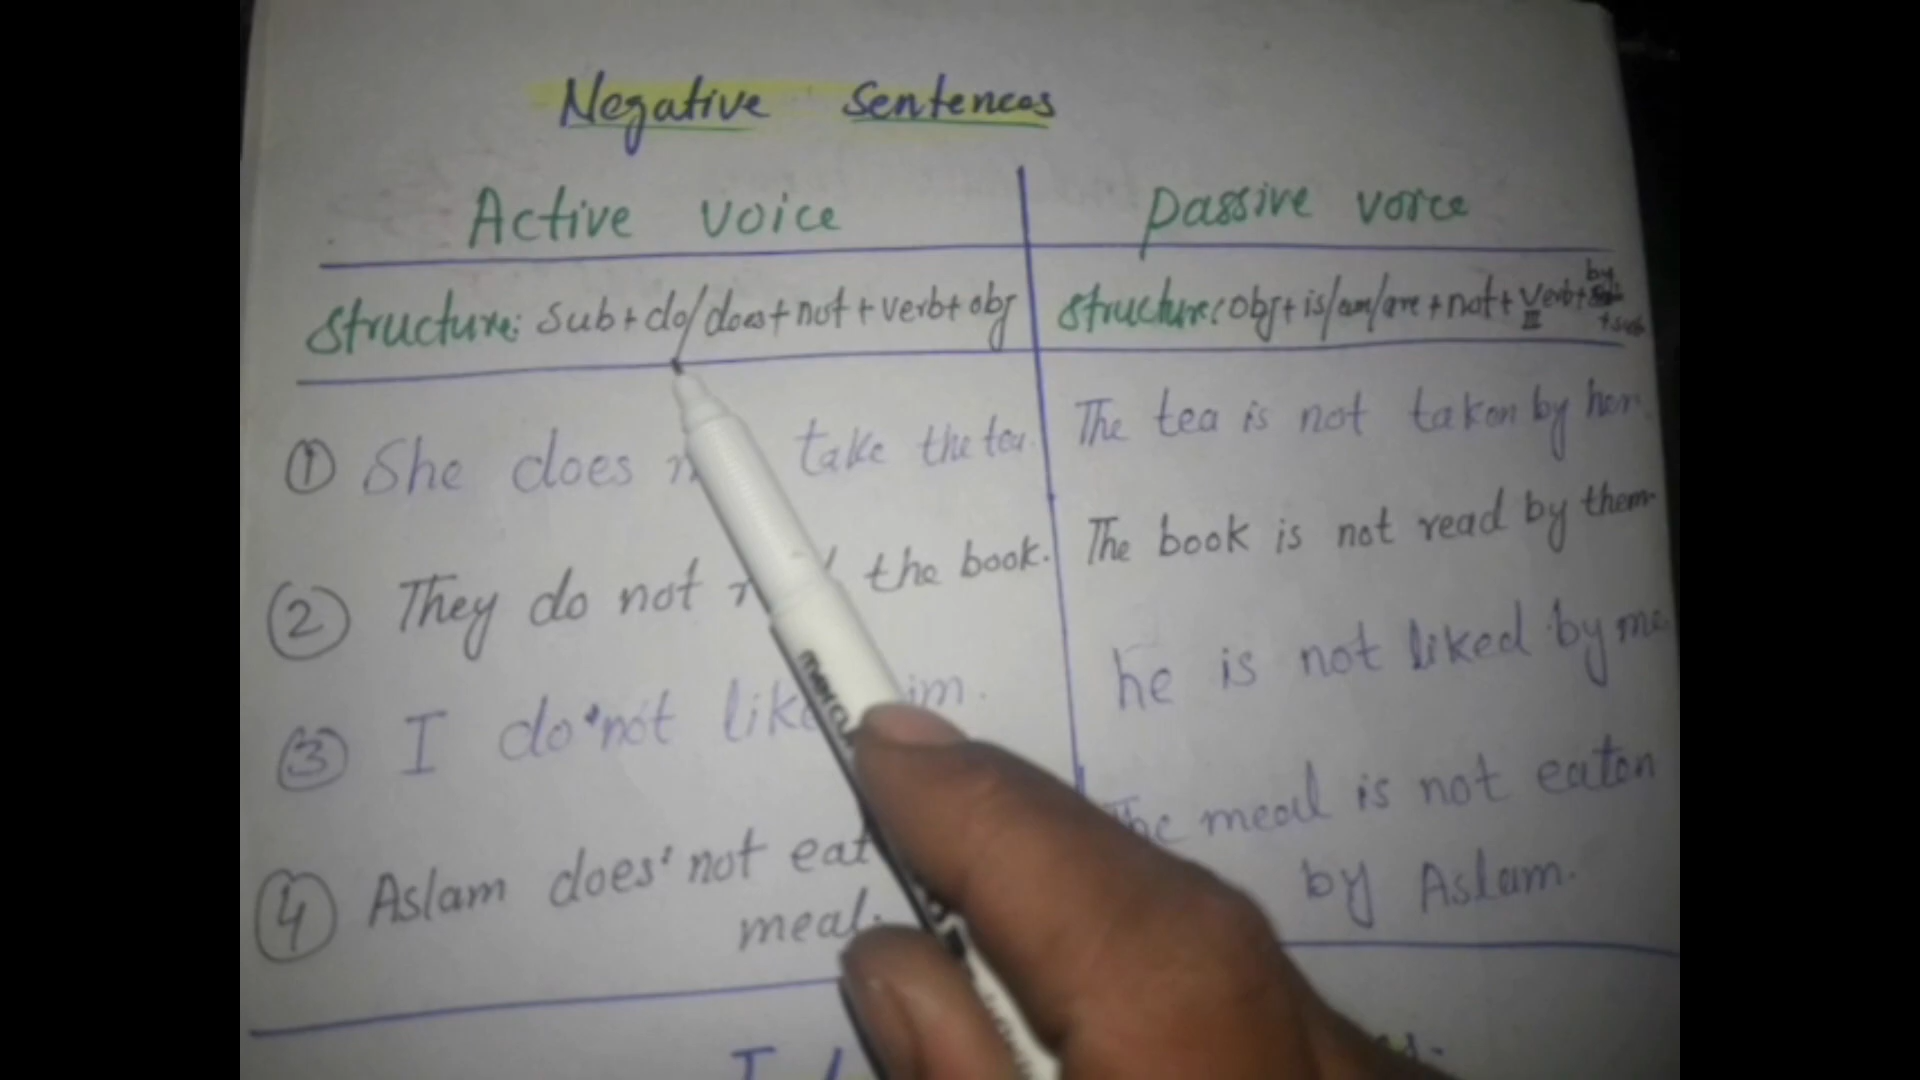 Negative Sentences
Active voice
Passive voice
Structure: Sub + do/does + not + verb + obj
Structure: Obj + is/am/are + not + Verb + by
III + sub
① She does take the tea.
The tea is not taken by her.
② They do not the book.
The book is not read by them.
③ I do not like
he is not liked by me.
④ Aslam does not eat
meal.
The meal is not eaten
by Aslam.